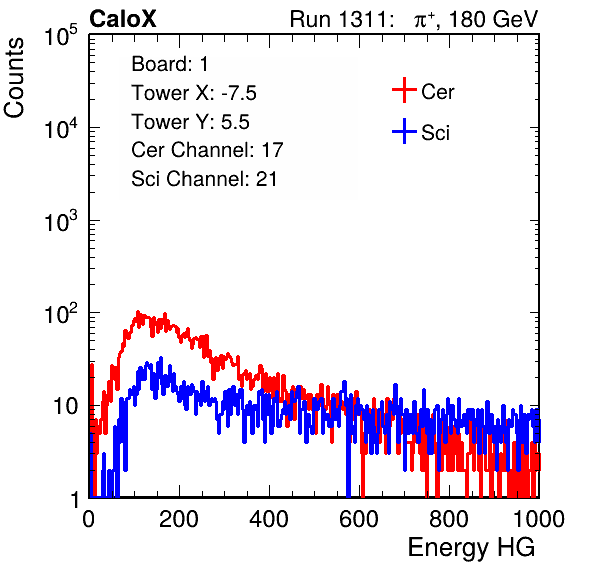 CaloX Run 1311: π⁺, 180 GeV
Board: 1
Tower X: -7.5
Tower Y: 5.5
Cer Channel: 17
Sci Channel: 21
Cer
Sci
Counts
10⁵
10⁴
10³
10²
10
1
0 200 400 600 800 1000
Energy HG